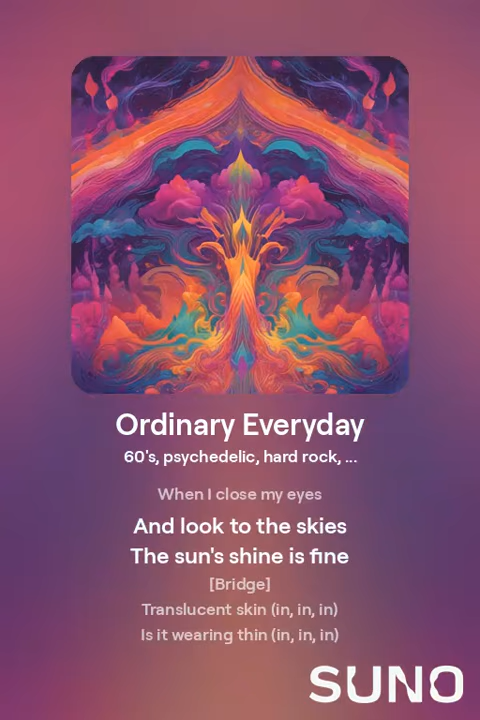 Ordinary Everyday
60's, psychedelic, hard rock, ...
When I close my eyes
And look to the skies
The sun's shine is fine
[Bridge]
Translucent skin (in, in, in)
Is it wearing thin (in, in, in)
SUNO